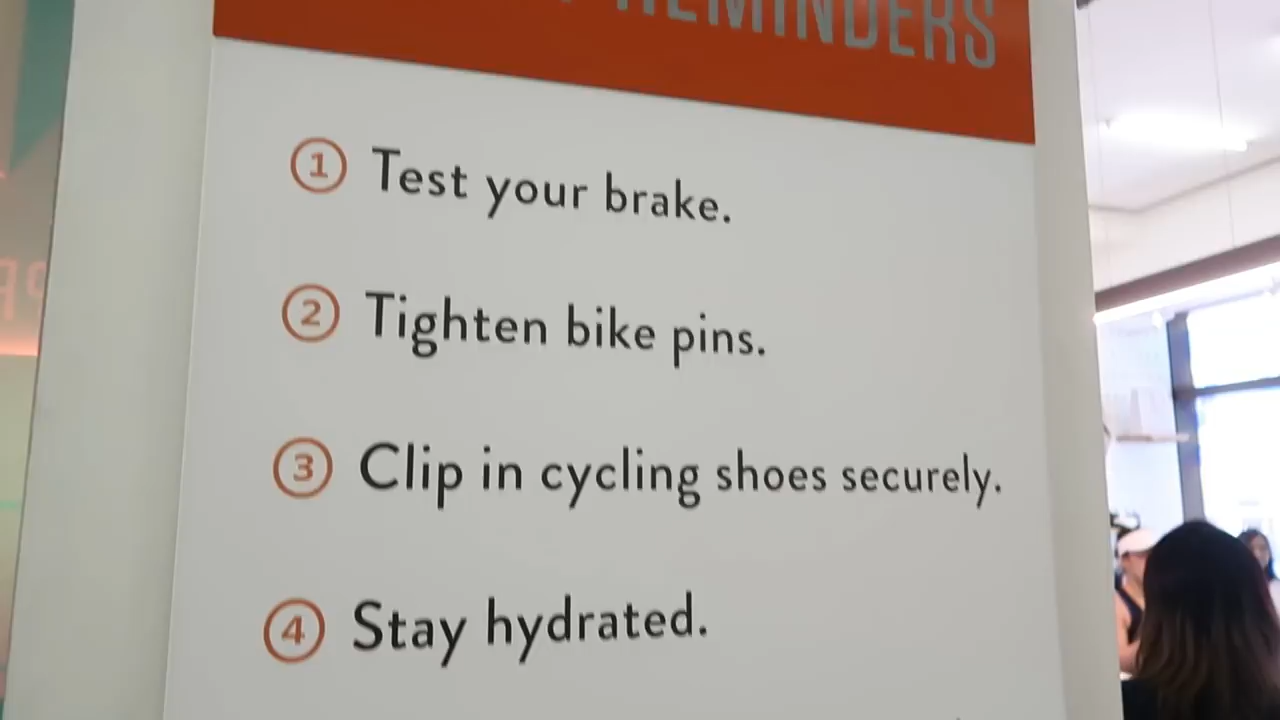 REMINDERS
1 Test your brake.
2 Tighten bike pins.
3 Clip in cycling shoes securely.
4 Stay hydrated.